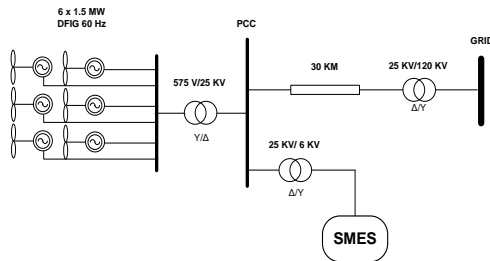 6 x 1.5 MW
DFIG 60 Hz
PCC
GRID
575 V/25 KV
Y/Δ
30 KM
25 KV/120 KV
Δ/Y
25 KV/ 6 KV
Δ/Y
SMES